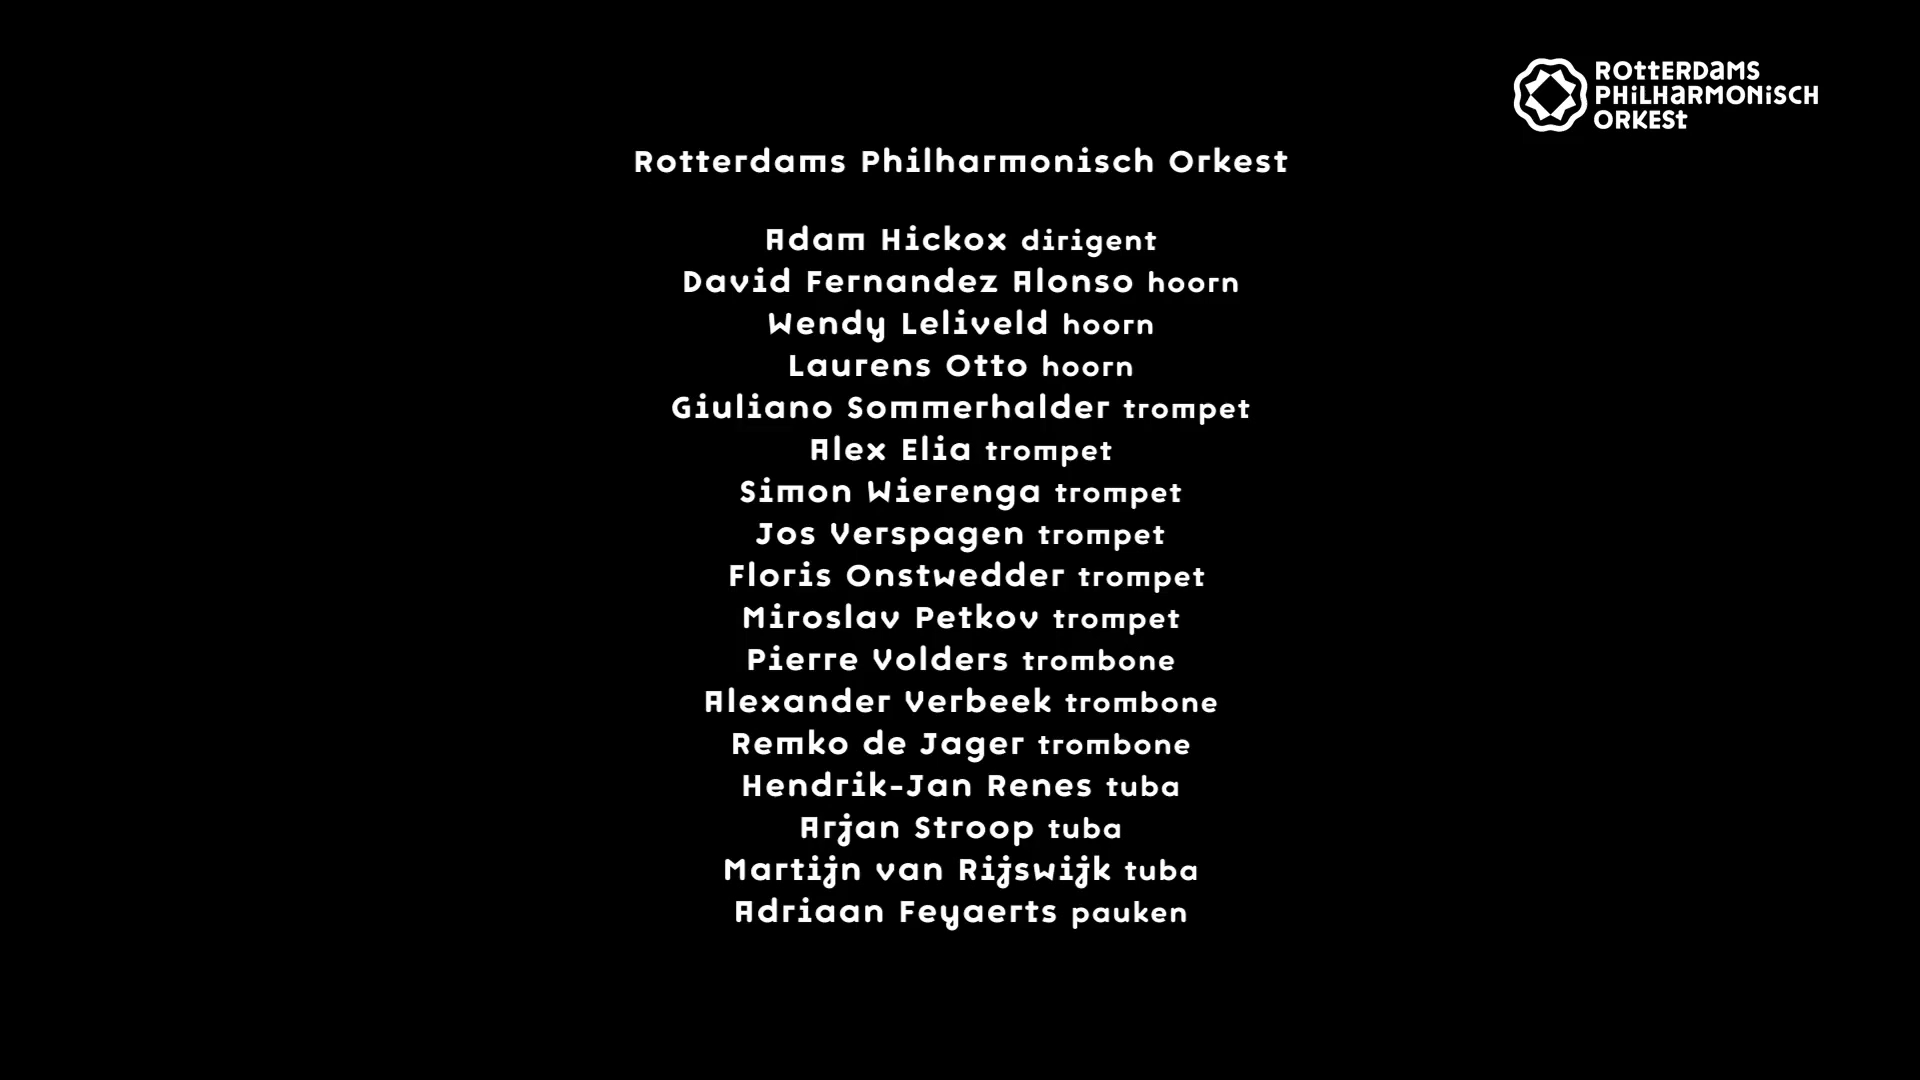 ROttERDaMS
PHiLHaRMONiSCH
ORKESt
Rotterdams Philharmonisch Orkest
Adam Hickox dirigent
David Fernandez Alonso hoorn
Wendy Leliveld hoorn
Laurens Otto hoorn
Giuliano Sommerhalder trompet
Alex Elia trompet
Simon Wierenga trompet
Jos Verspagen trompet
Floris Onstwedder trompet
Miroslav Petkov trompet
Pierre Volders trombone
Alexander Verbeek trombone
Remko de Jager trombone
Hendrik-Jan Renes tuba
Arjan Stroop tuba
Martijn van Rijswijk tuba
Adriaan Feyaerts pauken